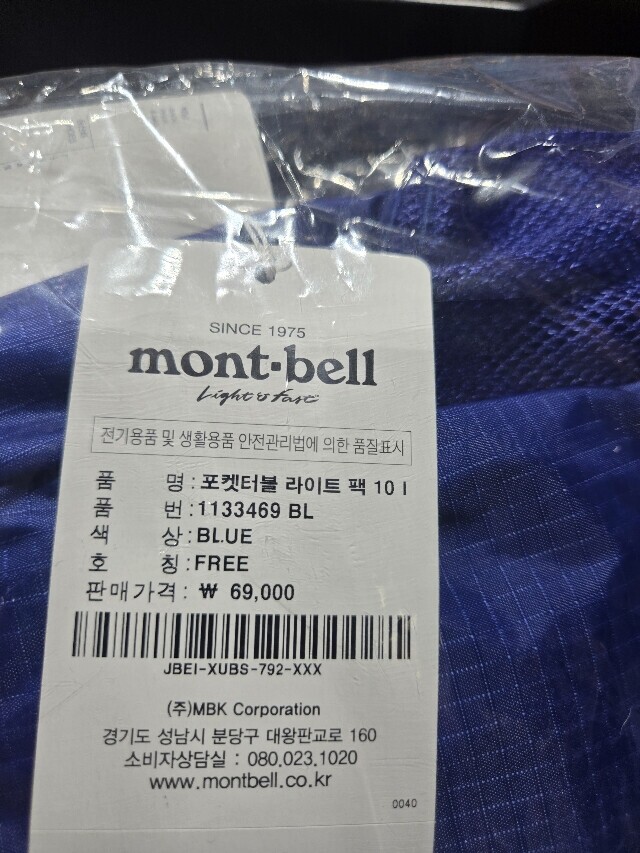 SINCE 1975
mont-bell
Light & Fast
전기용품 및 생활용품 안전관리법에 의한 품질표시
품 명 : 포켓터블 라이트 팩 10 l
품 번 : 1133469 BL
색 상 : BLUE
호 칭 : FREE
판매가격 : ₩ 69,000
JBEI-XUBS-792-XXX
(주)MBK Corporation
경기도 성남시 분당구 대왕판교로 160
소비자상담실 : 080.023.1020
www.montbell.co.kr
0040